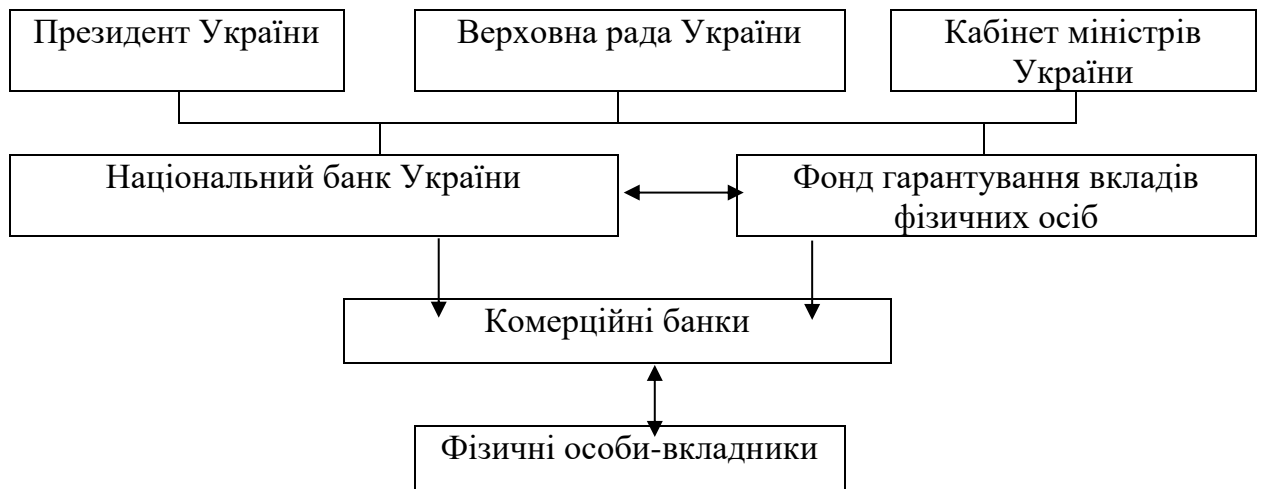 Президент України
Верховна рада України
Кабінет міністрів
України
Національний банк України
Фонд гарантування вкладів
фізичних осіб
Комерційні банки
Фізичні особи-вкладники